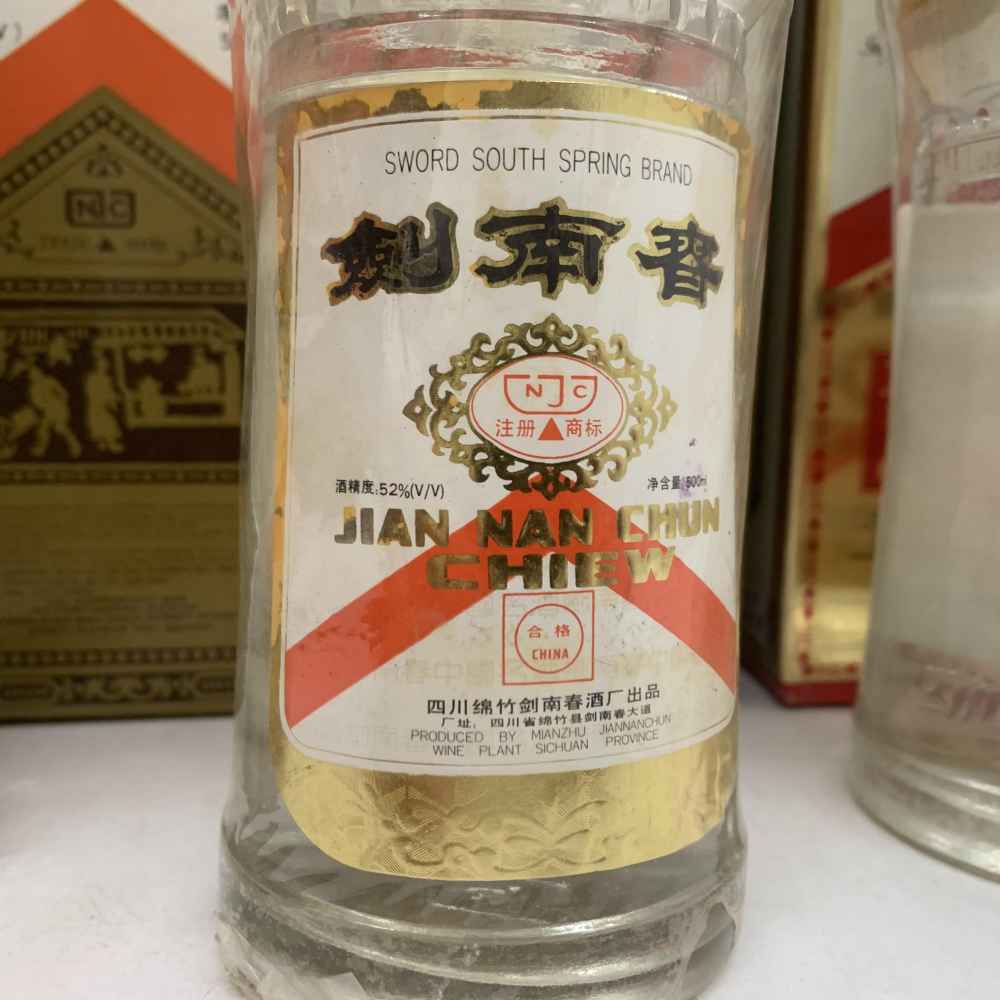 SWORD SOUTH SPRING BRAND
劍南春
NJC
注册 商标
酒精度:52%(V/V)
净含量:500ml
JIAN NAN CHUN
CHIEW
合格
CHINA
四川绵竹剑南春酒厂出品
厂址: 四川省绵竹县剑南春大道
PRODUCED BY MIANZHU JIANNANCHUN
WINE PLANT SICHUAN PROVINCE
NJC